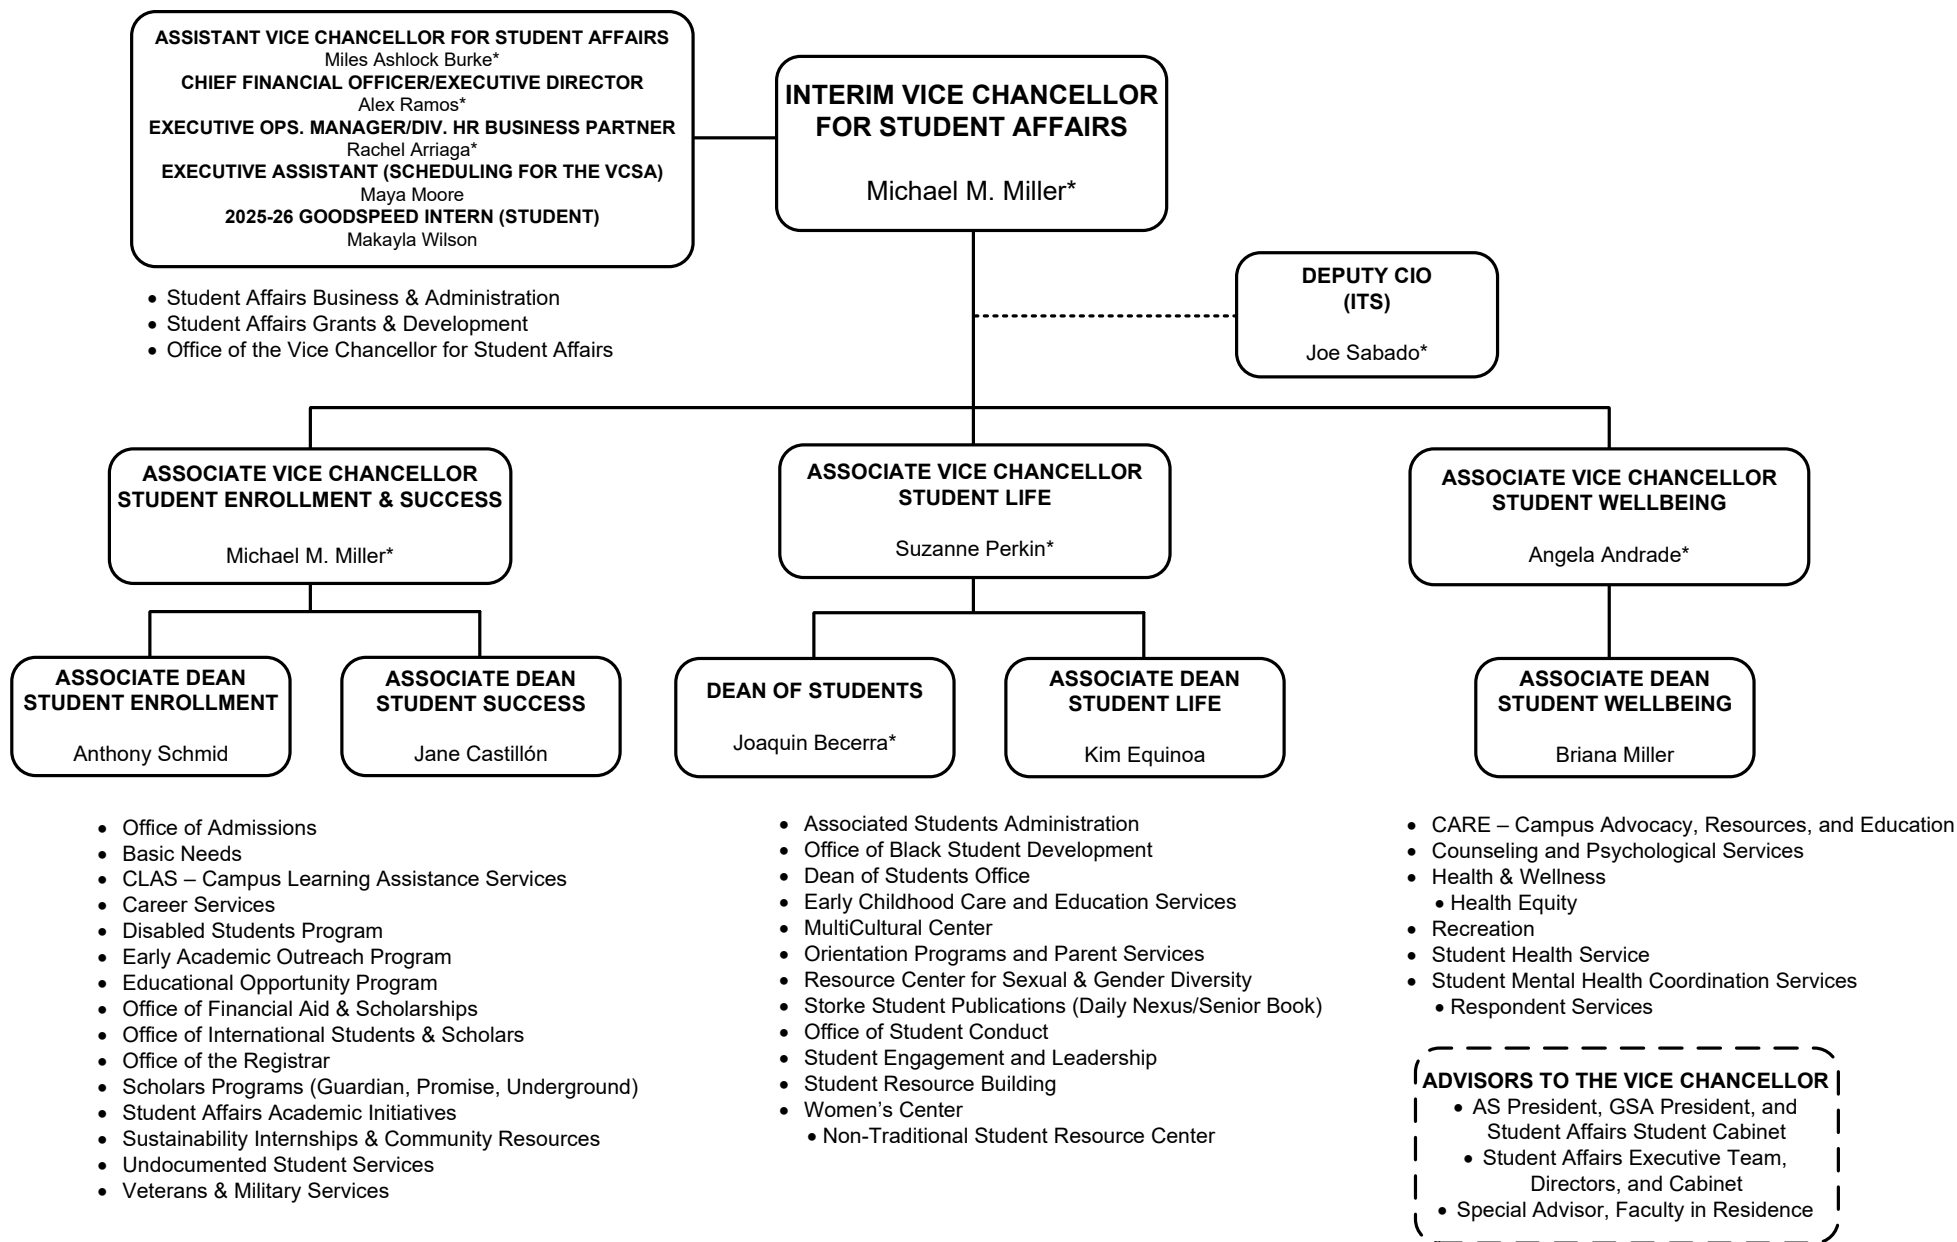 ASSISTANT VICE CHANCELLOR FOR STUDENT AFFAIRS
Miles Ashlock Burke*
CHIEF FINANCIAL OFFICER/EXECUTIVE DIRECTOR
Alex Ramos*
EXECUTIVE OPS. MANAGER/DIV. HR BUSINESS PARTNER
Rachel Arriaga*
EXECUTIVE ASSISTANT (SCHEDULING FOR THE VCSA)
Maya Moore
2025-26 GOODSPEED INTERN (STUDENT)
Makayla Wilson
INTERIM VICE CHANCELLOR
FOR STUDENT AFFAIRS
Michael M. Miller*
• Student Affairs Business & Administration
• Student Affairs Grants & Development
• Office of the Vice Chancellor for Student Affairs
DEPUTY CIO
(ITS)
Joe Sabado*
ASSOCIATE VICE CHANCELLOR
STUDENT ENROLLMENT & SUCCESS
Michael M. Miller*
ASSOCIATE VICE CHANCELLOR
STUDENT LIFE
Suzanne Perkin*
ASSOCIATE VICE CHANCELLOR
STUDENT WELLBEING
Angela Andrade*
ASSOCIATE DEAN
STUDENT ENROLLMENT
Anthony Schmid
ASSOCIATE DEAN
STUDENT SUCCESS
Jane Castillón
DEAN OF STUDENTS
Joaquin Becerra*
ASSOCIATE DEAN
STUDENT LIFE
Kim Equinoa
ASSOCIATE DEAN
STUDENT WELLBEING
Briana Miller
• Office of Admissions
• Basic Needs
• CLAS – Campus Learning Assistance Services
• Career Services
• Disabled Students Program
• Early Academic Outreach Program
• Educational Opportunity Program
• Office of Financial Aid & Scholarships
• Office of International Students & Scholars
• Office of the Registrar
• Scholars Programs (Guardian, Promise, Underground)
• Student Affairs Academic Initiatives
• Sustainability Internships & Community Resources
• Undocumented Student Services
• Veterans & Military Services
• Associated Students Administration
• Office of Black Student Development
• Dean of Students Office
• Early Childhood Care and Education Services
• MultiCultural Center
• Orientation Programs and Parent Services
• Resource Center for Sexual & Gender Diversity
• Storke Student Publications (Daily Nexus/Senior Book)
• Office of Student Conduct
• Student Engagement and Leadership
• Student Resource Building
• Women's Center
• Non-Traditional Student Resource Center
• CARE – Campus Advocacy, Resources, and Education
• Counseling and Psychological Services
• Health & Wellness
• Health Equity
• Recreation
• Student Health Service
• Student Mental Health Coordination Services
• Respondent Services
ADVISORS TO THE VICE CHANCELLOR
• AS President, GSA President, and
Student Affairs Student Cabinet
• Student Affairs Executive Team,
Directors, and Cabinet
• Special Advisor, Faculty in Residence